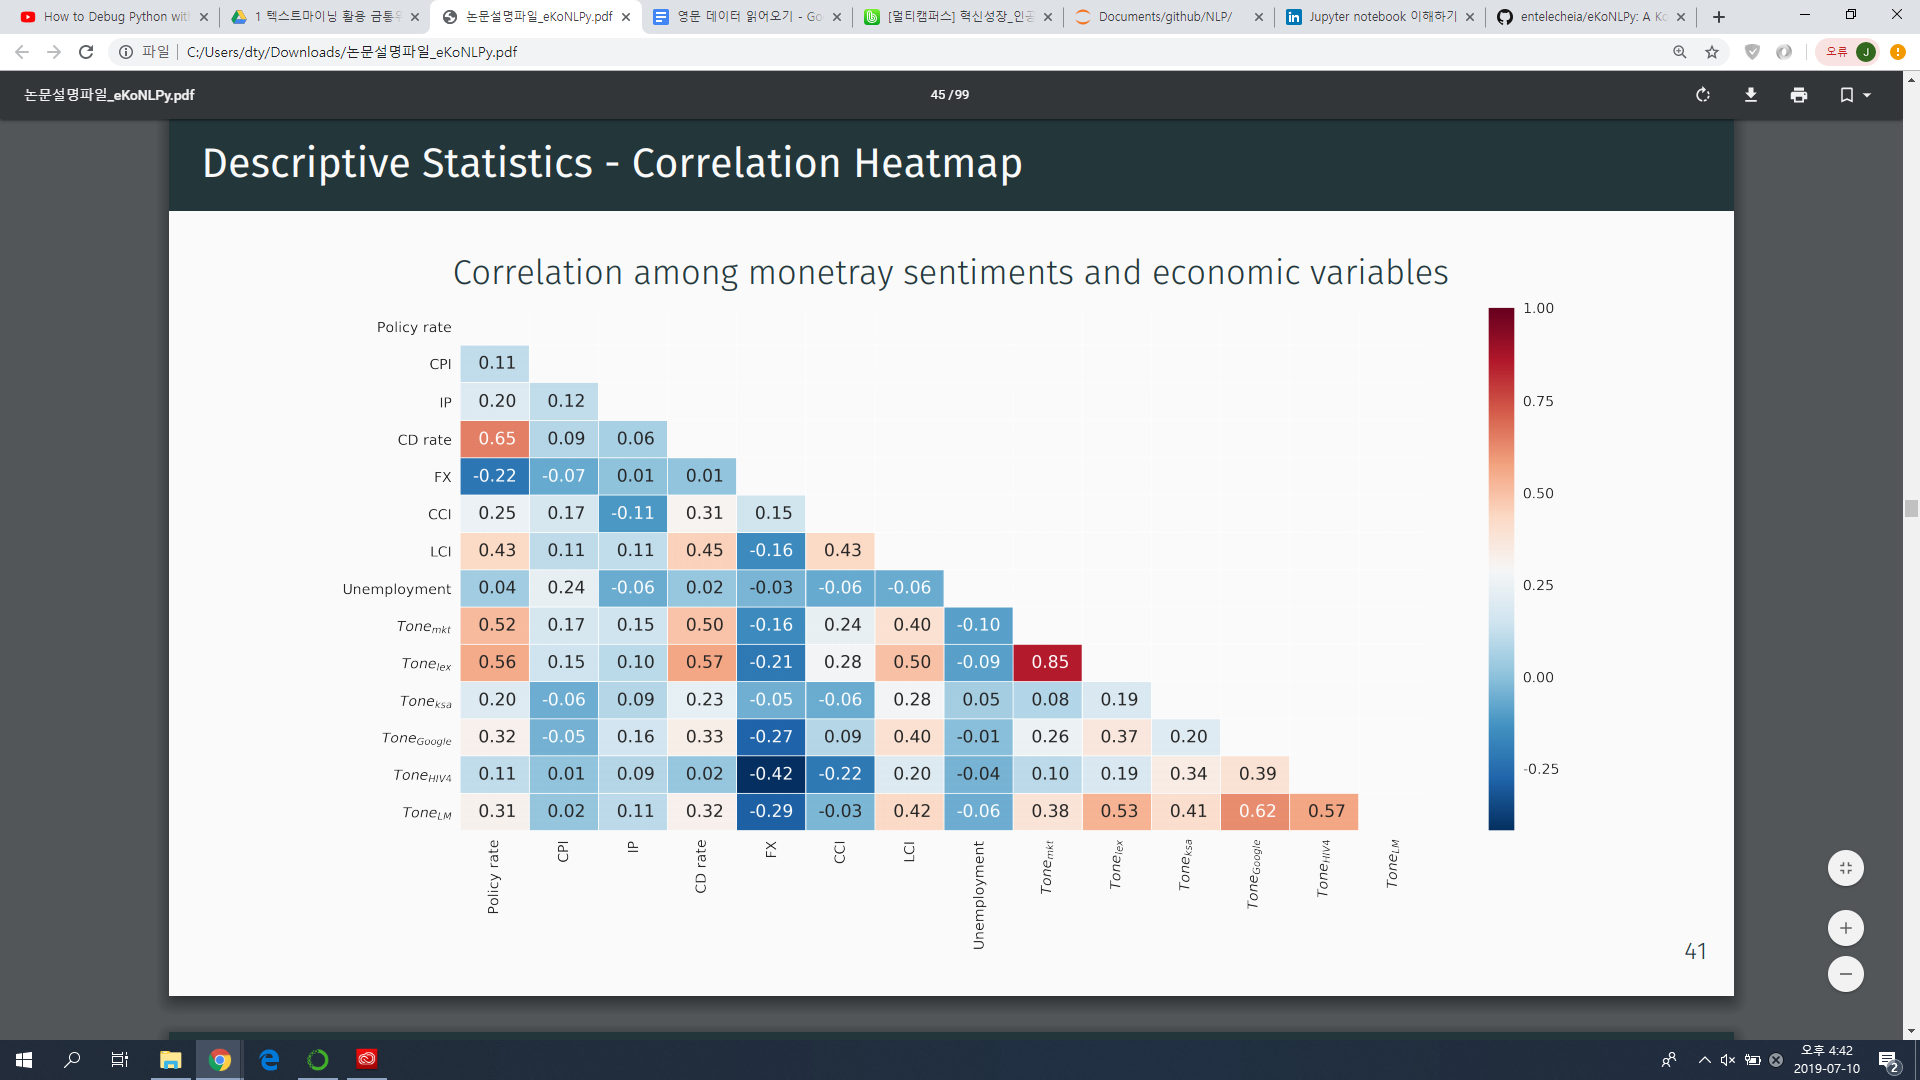 How to Debug Python wit
1 텍스트마이닝 활용 금통위
논문설명파일_eKoNLPy.pdf
영문 데이터 읽어오기 - Go
[멀티캠퍼스] 혁신성장_인공
Documents/github/NLP/
Jupyter notebook 이해하기
entelecheia/eKoNLPy: A Ko
파일 C:/Users/dty/Downloads/논문설명파일_eKoNLPy.pdf
오류 J
논문설명파일_eKoNLPy.pdf
45 / 99
Descriptive Statistics - Correlation Heatmap
Correlation among monetray sentiments and economic variables
Policy rate
CPI 0.11
IP 0.20 0.12
CD rate 0.65 0.09 0.06
FX -0.22 -0.07 0.01 0.01
CCI 0.25 0.17 -0.11 0.31 0.15
LCI 0.43 0.11 0.11 0.45 -0.16 0.43
Unemployment 0.04 0.24 -0.06 0.02 -0.03 -0.06 -0.06
Tonemkt 0.52 0.17 0.15 0.50 -0.16 0.24 0.40 -0.10
Tonelex 0.56 0.15 0.10 0.57 -0.21 0.28 0.50 -0.09 0.85
Toneksa 0.20 -0.06 0.09 0.23 -0.05 -0.06 0.28 0.05 0.08 0.19
ToneGoogle 0.32 -0.05 0.16 0.33 -0.27 0.09 0.40 -0.01 0.26 0.37 0.20
ToneHIV4 0.11 0.01 0.09 0.02 -0.42 -0.22 0.20 -0.04 0.10 0.19 0.34 0.39
ToneLM 0.31 0.02 0.11 0.32 -0.29 -0.03 0.42 -0.06 0.38 0.53 0.41 0.62 0.57
Policy rate CPI IP CD rate FX CCI LCI Unemployment Tonemkt Tonelex Toneksa ToneGoogle ToneHIV4 ToneLM
1.00
0.75
0.50
0.25
0.00
-0.25
41
오후 4:42
2019-07-10
2